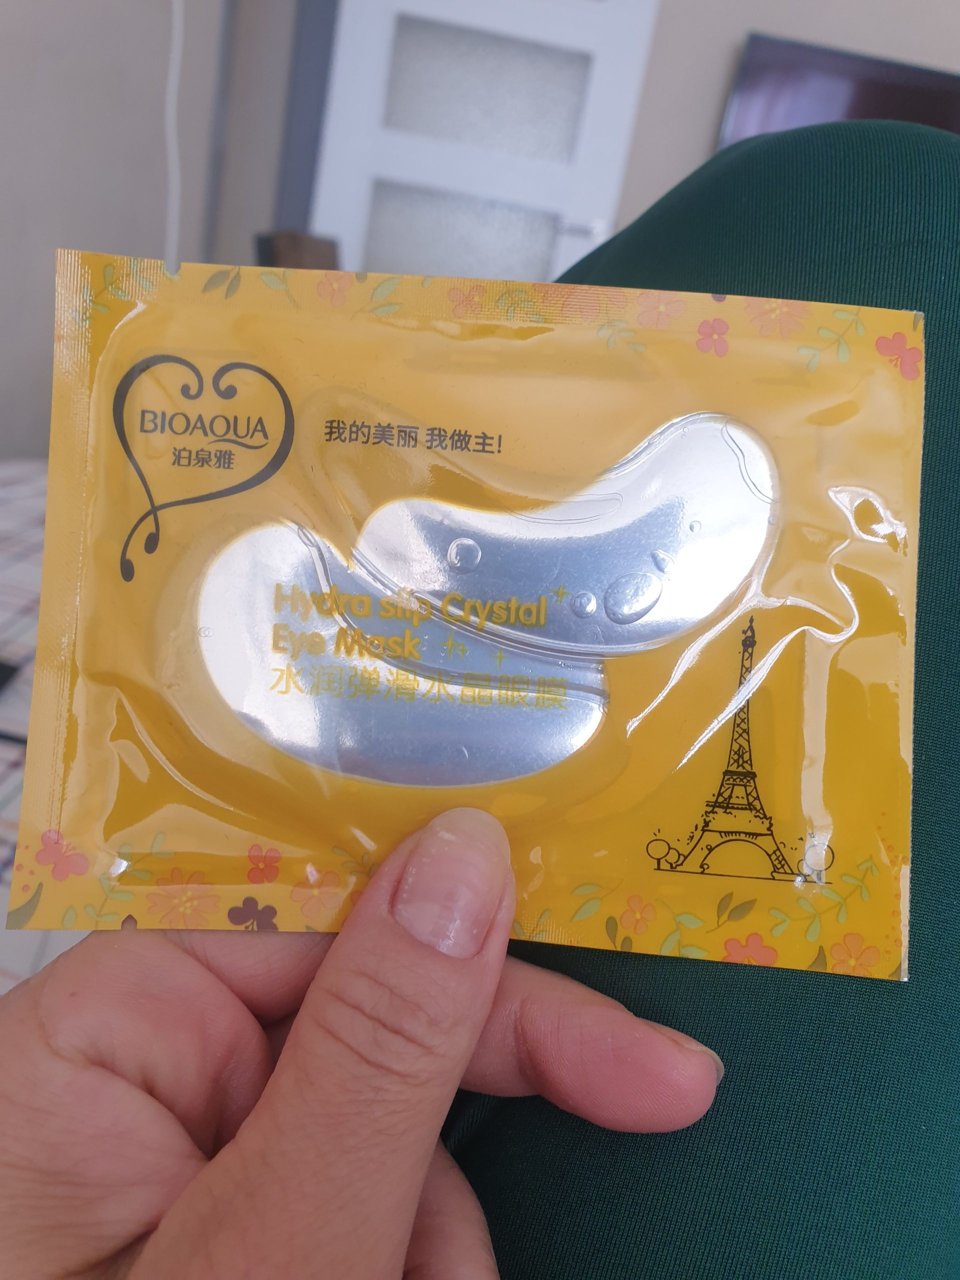 BIOAQUA
泊泉雅
我的美丽 我做主!
Hydra slip Crystal
Eye Mask
水润弹滑水晶眼膜